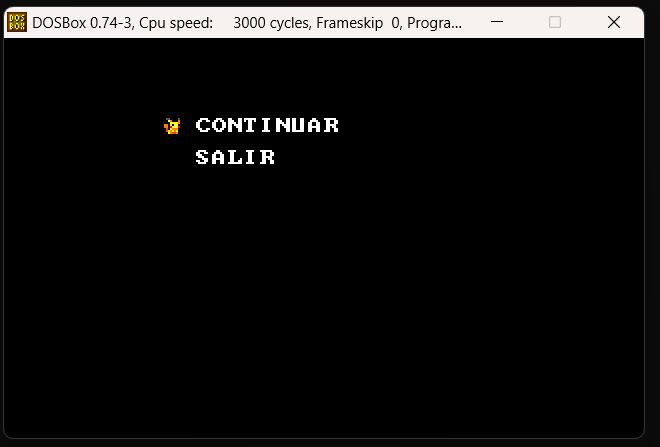 DOS BOX
DOSBox 0.74-3, Cpu speed: 3000 cycles, Frameskip 0, Progra...
CONTINUAR
SALIR